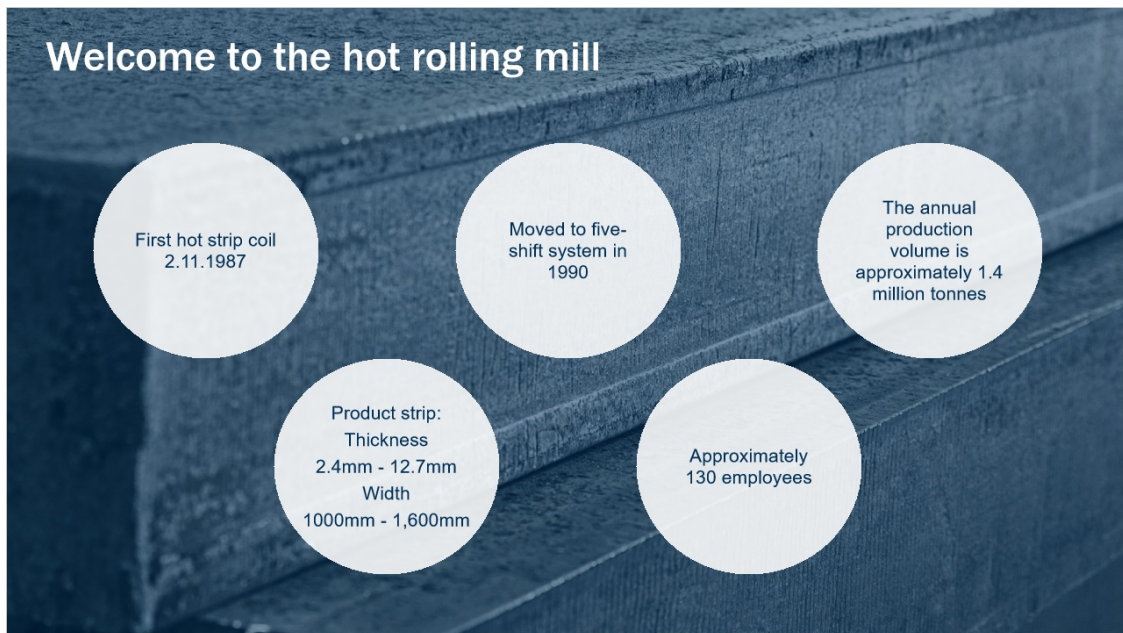 Welcome to the hot rolling mill
First hot strip coil
2.11.1987
Moved to five-
shift system in
1990
The annual
production
volume is
approximately 1.4
million tonnes
Product strip:
Thickness
2.4mm - 12.7mm
Width
1000mm - 1,600mm
Approximately
130 employees